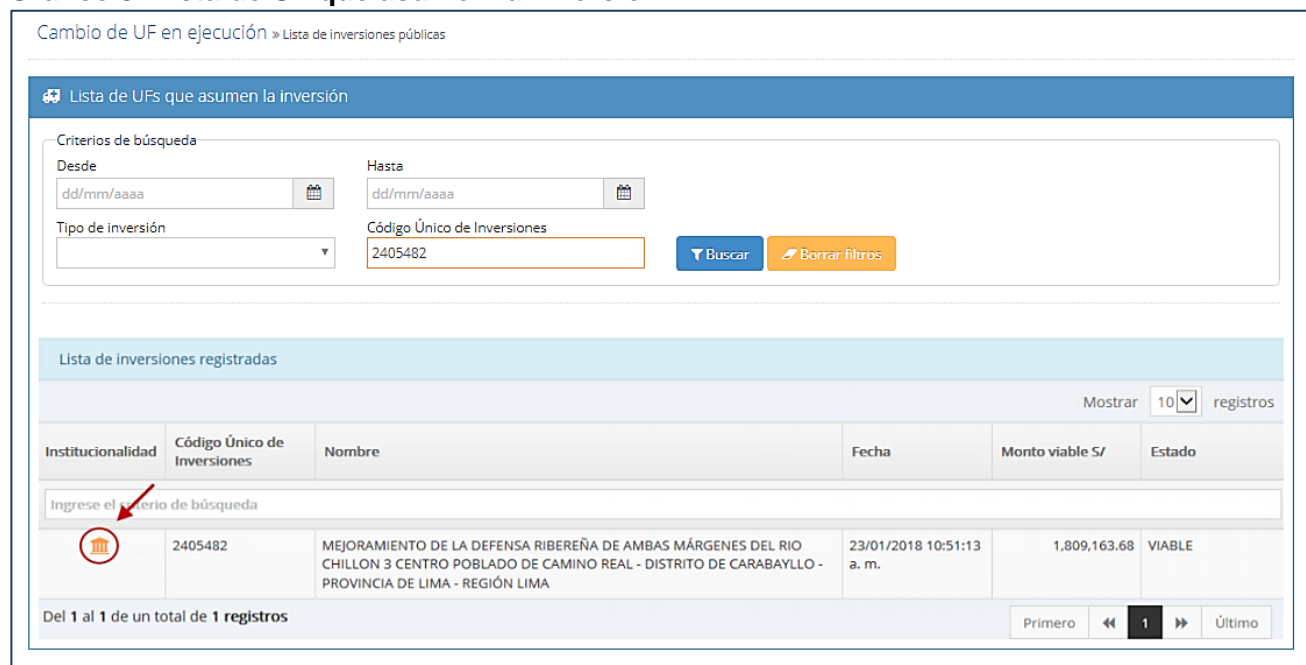 Cambio de UF en ejecución » Lista de inversiones públicas
Lista de UFs que asumen la inversión
Criterios de búsqueda
Desde Hasta
dd/mm/aaaa dd/mm/aaaa
Tipo de inversión Código Único de Inversiones
2405482 Buscar Borrar filtros
Lista de inversiones registradas
Mostrar 10 registros
Institucionalidad Código Único de Inversiones Nombre Fecha Monto viable S/ Estado
Ingrese el criterio de búsqueda
2405482 MEJORAMIENTO DE LA DEFENSA RIBEREÑA DE AMBAS MÁRGENES DEL RIO 23/01/2018 10:51:13 1,809,163.68 VIABLE
CHILLON 3 CENTRO POBLADO DE CAMINO REAL - DISTRITO DE CARABAYLLO - a. m.
PROVINCIA DE LIMA - REGIÓN LIMA
Del 1 al 1 de un total de 1 registros
Primero 1 Último